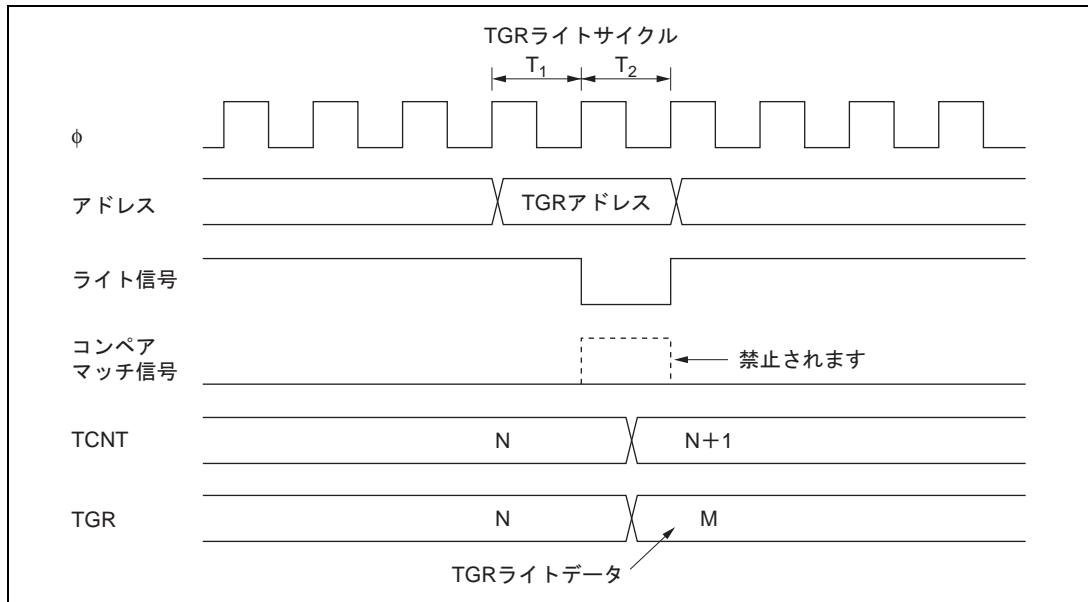 TGRライトサイクル
T1 T2
φ
アドレス TGRアドレス
ライト信号
コンペア
マッチ信号 禁止されます
TCNT N N+1
TGR N M
TGRライトデータ